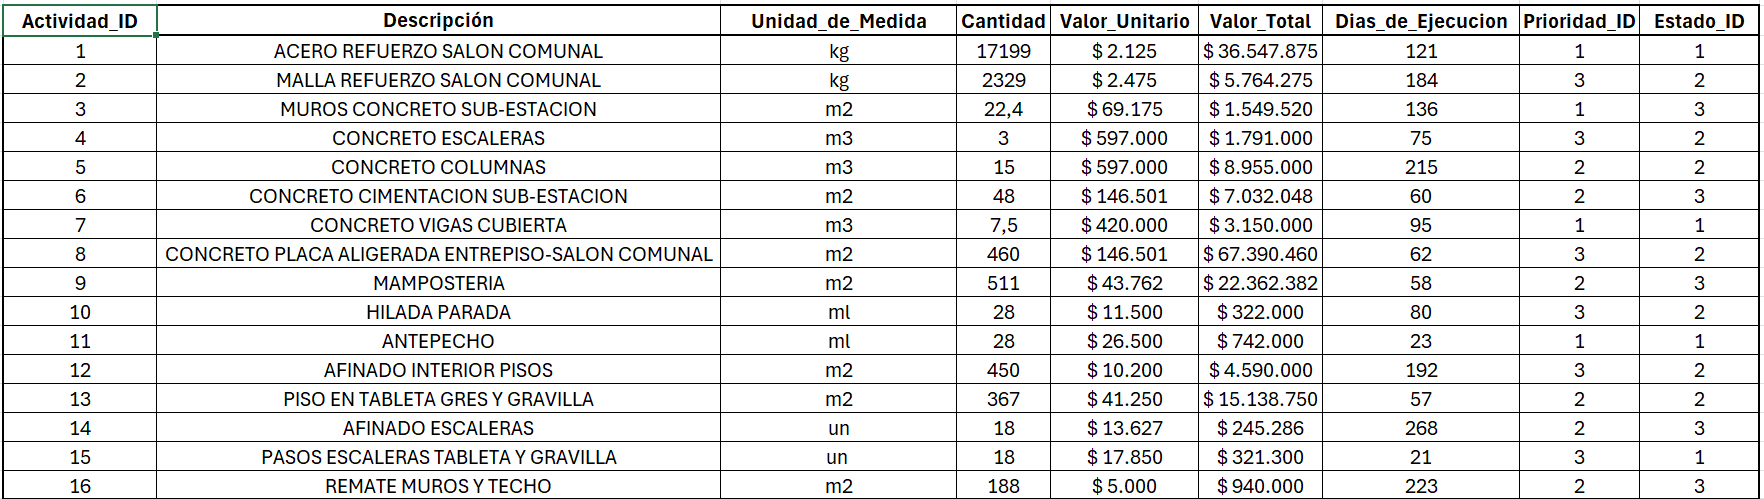 Actividad_ID Descripción Unidad_de_Medida Cantidad Valor_Unitario Valor_Total Dias_de_Ejecucion Prioridad_ID Estado_ID
1 ACERO REFUERZO SALON COMUNAL kg 17199 $ 2.125 $ 36.547.875 121 1 1
2 MALLA REFUERZO SALON COMUNAL kg 2329 $ 2.475 $ 5.764.275 184 3 2
3 MUROS CONCRETO SUB-ESTACION m2 22,4 $ 69.175 $ 1.549.520 136 1 3
4 CONCRETO ESCALERAS m3 3 $ 597.000 $ 1.791.000 75 3 2
5 CONCRETO COLUMNAS m3 15 $ 597.000 $ 8.955.000 215 2 2
6 CONCRETO CIMENTACION SUB-ESTACION m2 48 $ 146.501 $ 7.032.048 60 2 3
7 CONCRETO VIGAS CUBIERTA m3 7,5 $ 420.000 $ 3.150.000 95 1 1
8 CONCRETO PLACA ALIGERADA ENTREPISO-SALON COMUNAL m2 460 $ 146.501 $ 67.390.460 62 3 2
9 MAMPOSTERIA m2 511 $ 43.762 $ 22.362.382 58 2 3
10 HILADA PARADA ml 28 $ 11.500 $ 322.000 80 3 2
11 ANTEPECHO ml 28 $ 26.500 $ 742.000 23 1 1
12 AFINADO INTERIOR PISOS m2 450 $ 10.200 $ 4.590.000 192 3 2
13 PISO EN TABLETA GRES Y GRAVILLA m2 367 $ 41.250 $ 15.138.750 57 2 2
14 AFINADO ESCALERAS un 18 $ 13.627 $ 245.286 268 2 3
15 PASOS ESCALERAS TABLETA Y GRAVILLA un 18 $ 17.850 $ 321.300 21 3 1
16 REMATE MUROS Y TECHO m2 188 $ 5.000 $ 940.000 223 2 3